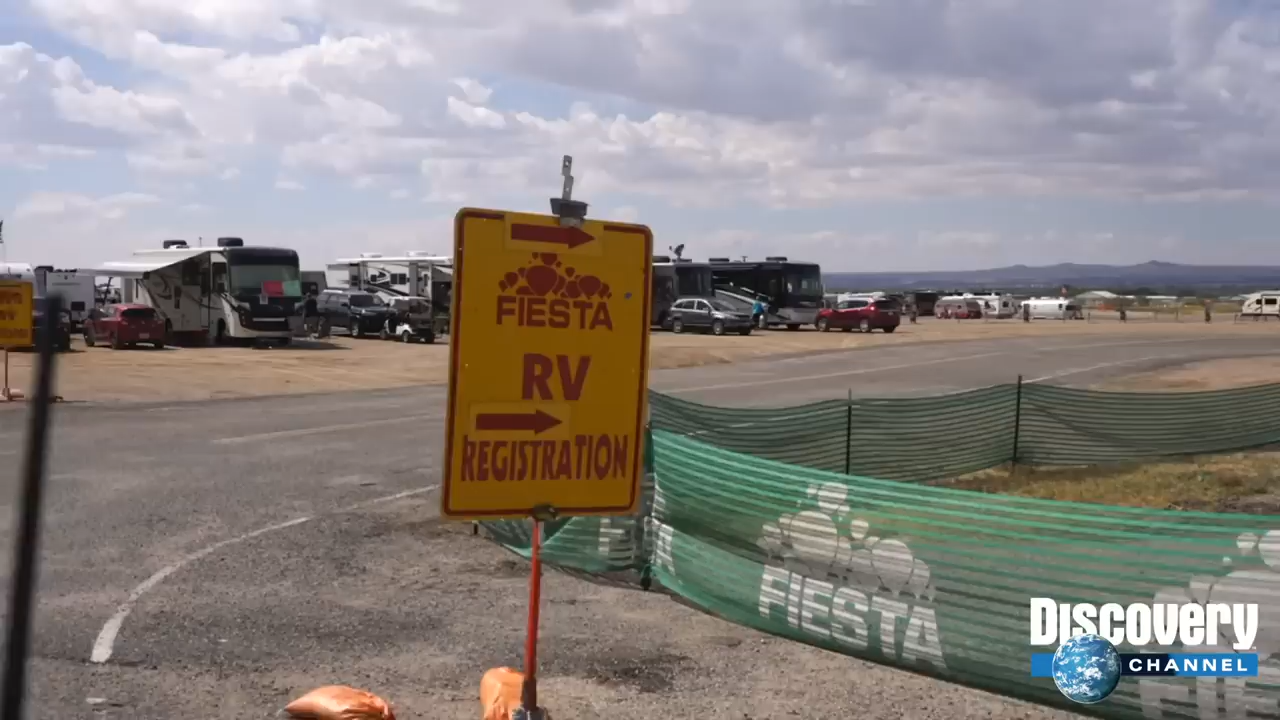 FIESTA
RV
REGISTRATION
FIESTA
Discovery
CHANNEL